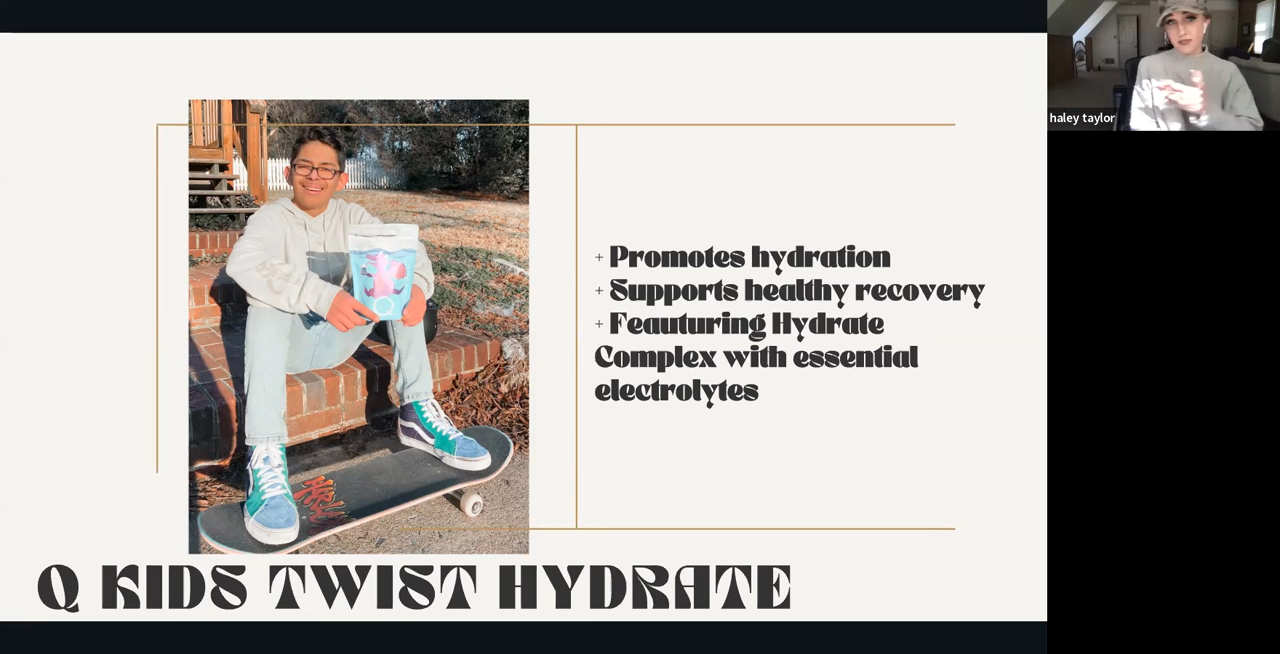 haley taylor
+ Promotes hydration
+ Supports healthy recovery
+ Feauturing Hydrate
Complex with essential
electrolytes
Q KIDS TWIST HYDRATE